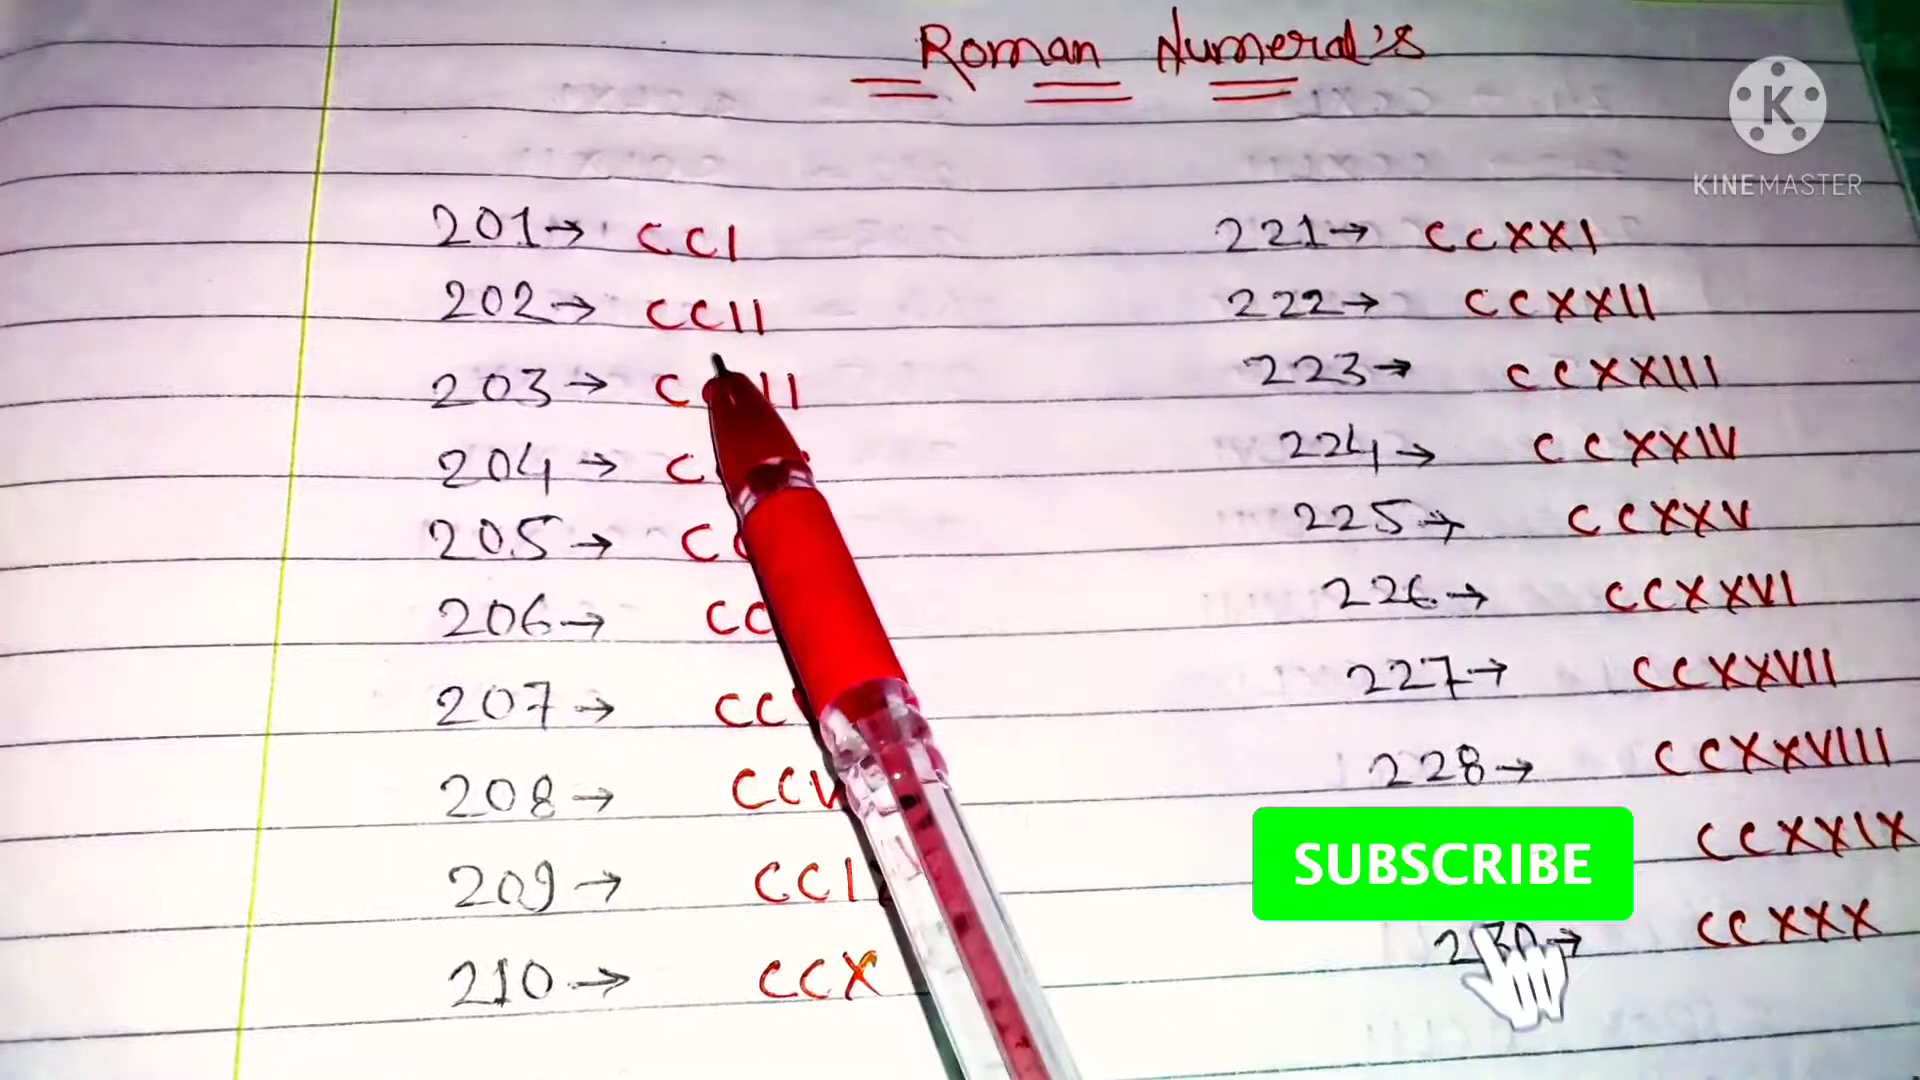 Roman Numeral's
KINEMASTER
201→ CCI
202→ CCII
203→
204→
205→
206→
207→
208→
209→
210→ CCX
221→ CCXXI
222→ CCXXII
223→ CCXXIII
224→ CCXXIV
225→ CCXXV
226→ CCXXVI
227→ CCXXVII
228→ CCXXVIII
CCXXIX
CCXXX
SUBSCRIBE